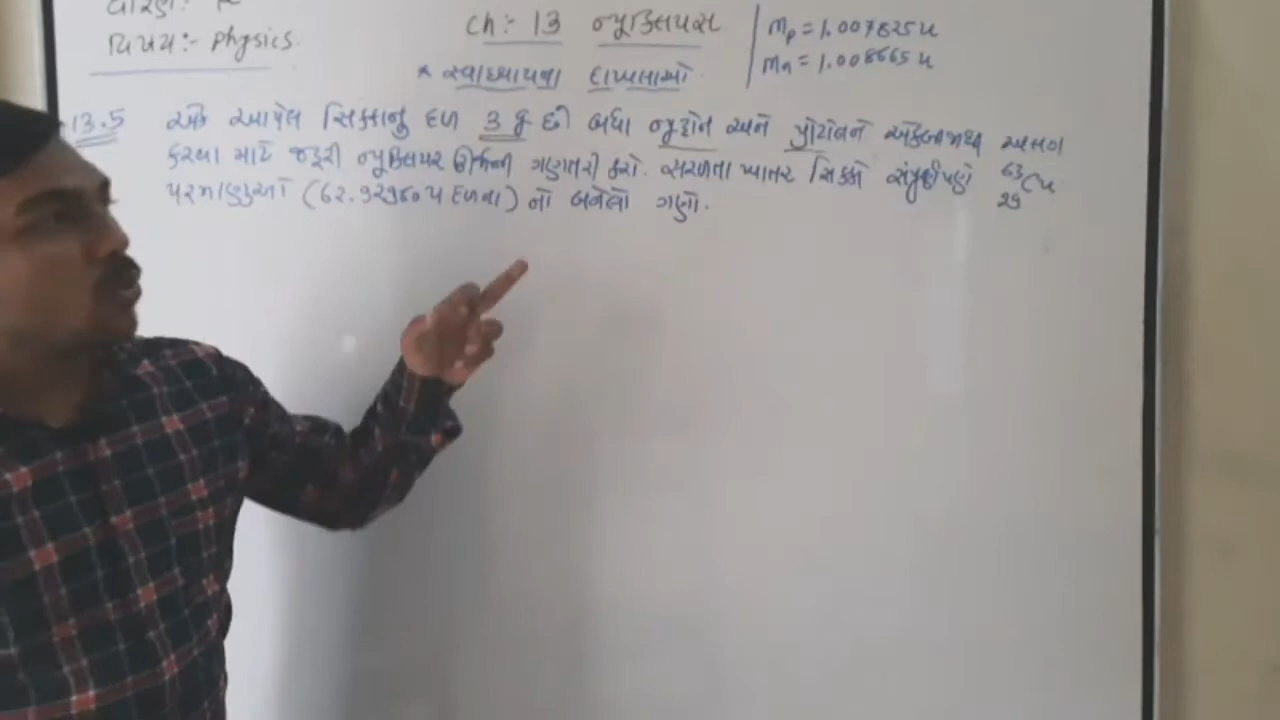 ધોરણ:- 12
વિષય:- Physics.
ch:- 13 ન્યુક્લિયસ
* સ્વાધ્યાયના દાખલાઓ.
mp = 1.007825 u
mn = 1.008665 u
13.5 એક આપેલ સિક્કાનું દળ 3 g છે. બધા ન્યુટ્રોન અને પ્રોટોનને એકબીજાથી અલગ
કરવા માટે જરૂરી ન્યુક્લિયર ઊર્જાની ગણતરી કરો. સરળતા ખાતર સિક્કો સંપૂર્ણપણે 63 29 Cu
પરમાણુઓ (62.92960 u દળના) નો બનેલો ગણો.